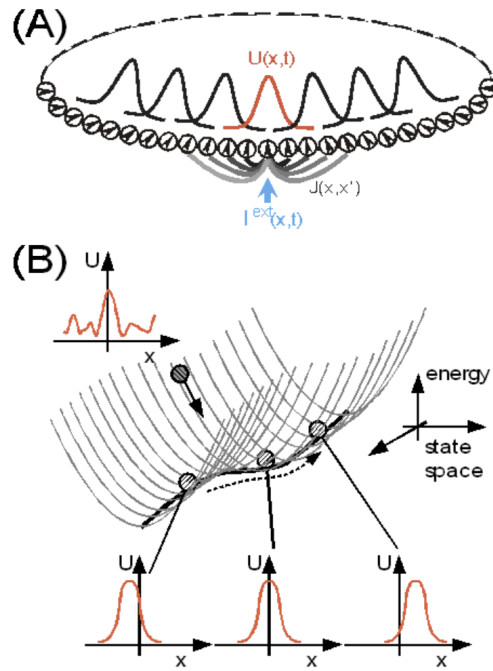 (A)
U(x,t)
J(x,x')
I ext(x,t)
(B)
U
x
energy
state
space
U U U
x x x